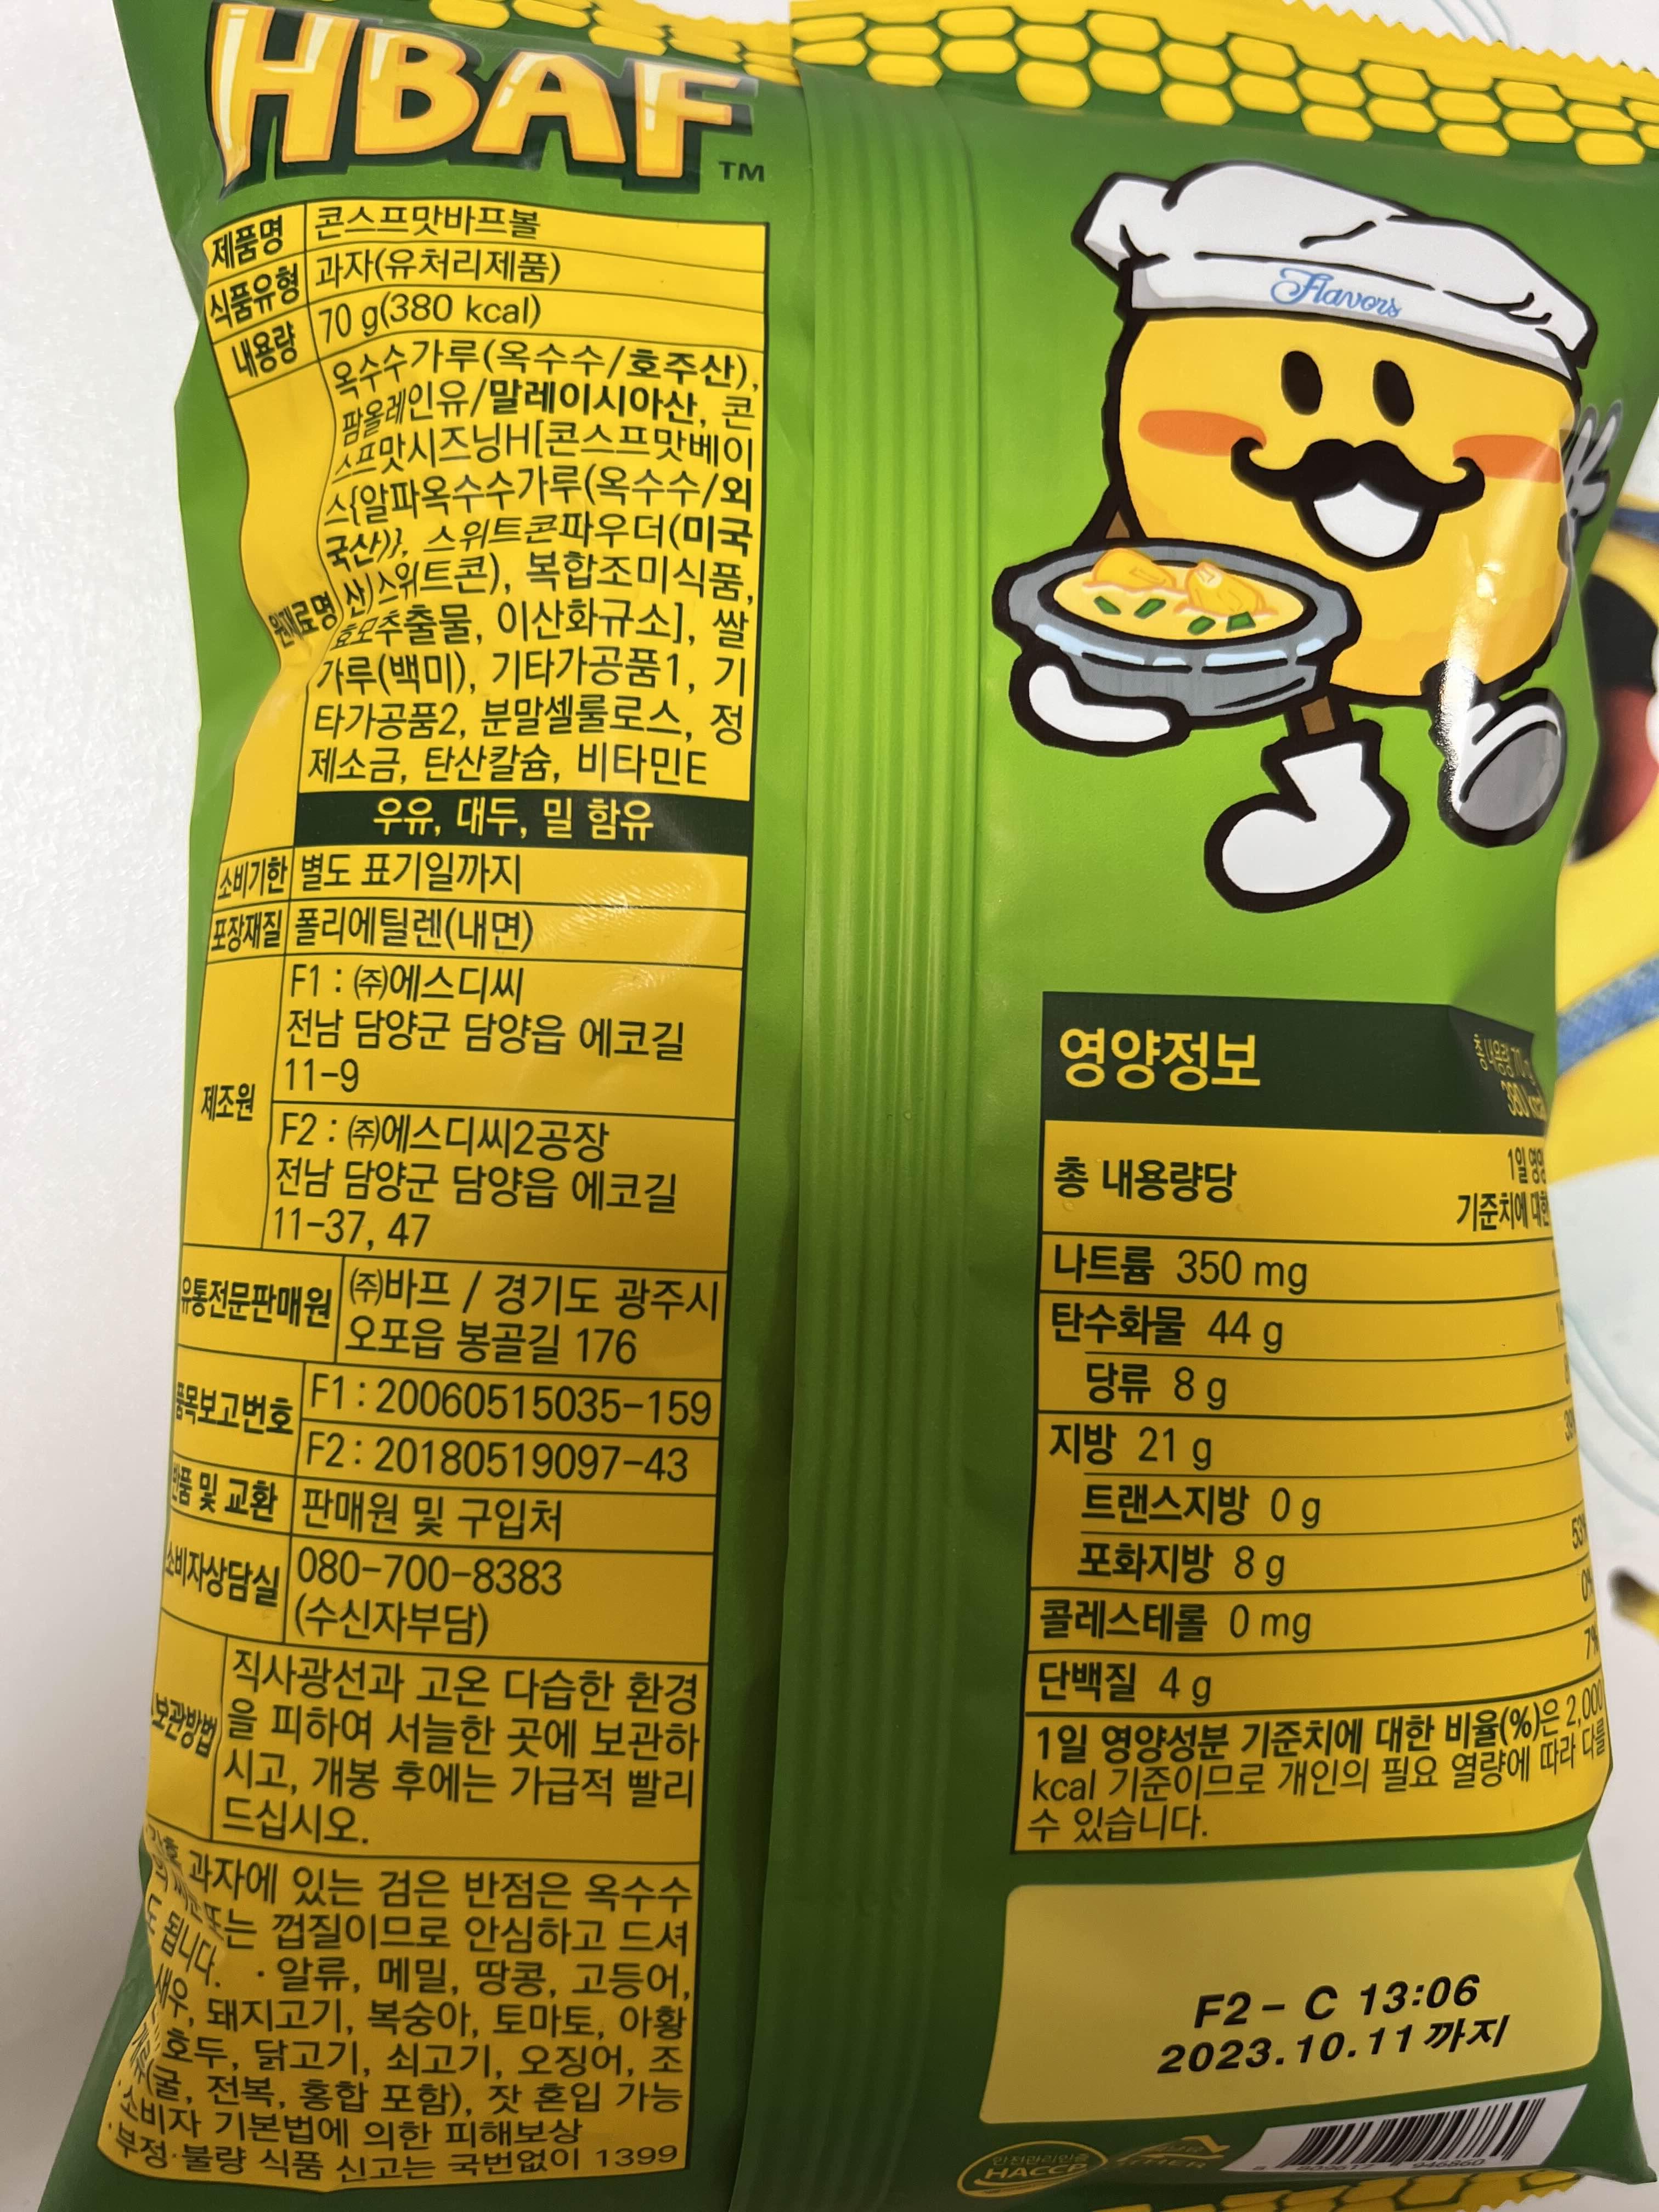 HBAF
TM
제품명 콘스프맛바프볼
식품유형 과자(유처리제품)
내용량 70 g(380 kcal)
원재료명
옥수수가루(옥수수/호주산),
팜올레인유/말레이시아산, 콘
스프맛시즈닝H[콘스프맛베이
스{알파옥수수가루(옥수수/외
국산)}, 스위트콘파우더(미국
산/스위트콘), 복합조미식품,
효모추출물, 이산화규소], 쌀
가루(백미), 기타가공품1, 기
타가공품2, 분말셀룰로스, 정
제소금, 탄산칼슘, 비타민E
우유, 대두, 밀 함유
소비기한 별도 표기일까지
포장재질 폴리에틸렌(내면)
제조원
F1 : ㈜에스디씨
전남 담양군 담양읍 에코길
11-9
F2 : ㈜에스디씨2공장
전남 담양군 담양읍 에코길
11-37, 47
유통전문판매원 ㈜바프 / 경기도 광주시
오포읍 봉골길 176
품목보고번호 F1 : 20060515035-159
F2 : 20180519097-43
반품 및 교환 판매원 및 구입처
소비자상담실 080-700-8383
(수신자부담)
보관방법
직사광선과 고온 다습한 환경
을 피하여 서늘한 곳에 보관하
시고, 개봉 후에는 가급적 빨리
드십시오.
과자에 있는 검은 반점은 옥수수
또는 껍질이므로 안심하고 드셔
도 됩니다. · 알류, 메밀, 땅콩, 고등어,
새우, 돼지고기, 복숭아, 토마토, 아황
호두, 닭고기, 쇠고기, 오징어, 조
개류(굴, 전복, 홍합 포함), 잣 혼입 가능
· 소비자 기본법에 의한 피해보상
· 부정·불량 식품 신고는 국번없이 1399
Flavors
영양정보
총 내용량 70 g
380 kcal
총 내용량당
1일 영양
기준치에 대한
나트륨 350 mg
탄수화물 44 g
당류 8 g
지방 21 g
트랜스지방 0 g
포화지방 8 g
콜레스테롤 0 mg
단백질 4 g
1일 영양성분 기준치에 대한 비율(%)은 2,000
kcal 기준이므로 개인의 필요 열량에 따라 다를
수 있습니다.
F2- C 13:06
2023.10.11 까지
안전관리인증
HACCP